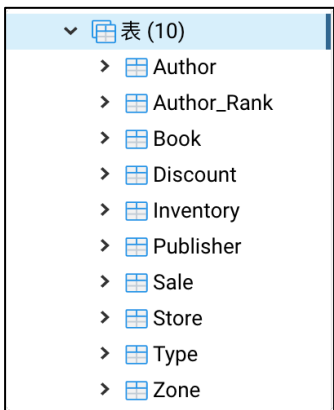 表 (10)
Author
Author_Rank
Book
Discount
Inventory
Publisher
Sale
Store
Type
Zone